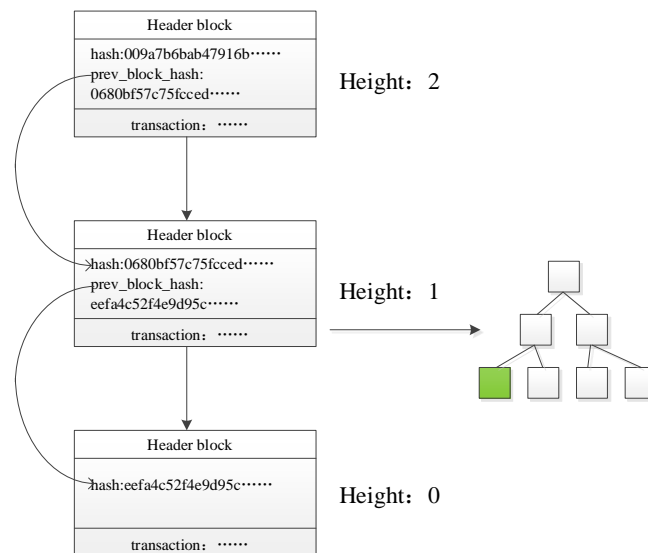 Header block
hash:009a7b6bab47916b······
prev_block_hash:
0680bf57c75fcced······
transaction：······
Height：2
Header block
hash:0680bf57c75fcced······
prev_block_hash:
eefa4c52f4e9d95c······
transaction：······
Height：1
Header block
hash:eefa4c52f4e9d95c······
transaction：······
Height：0